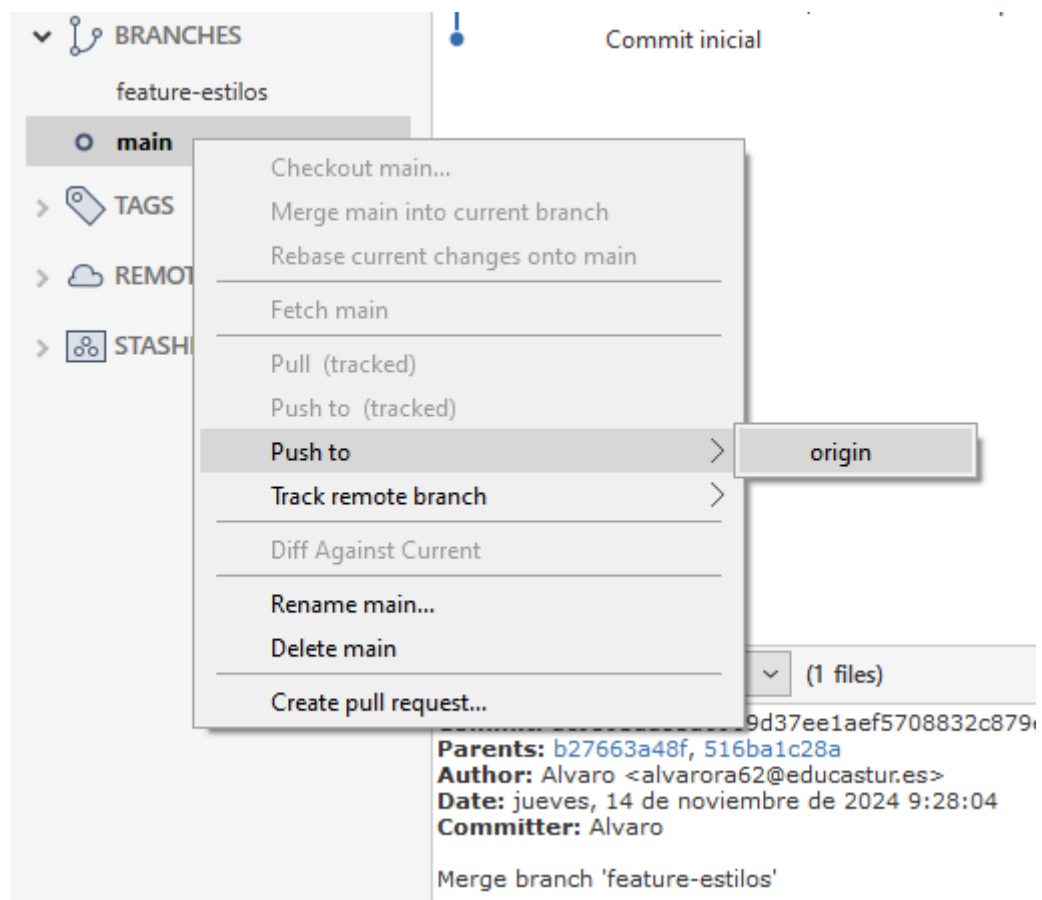 BRANCHES
Commit inicial
feature-estilos
main
Checkout main...
TAGS
Merge main into current branch
Rebase current changes onto main
Fetch main
Pull (tracked)
Push to (tracked)
Push to
origin
Track remote branch
Diff Against Current
Rename main...
Delete main
(1 files)
Create pull request...
Parents: b27663a48f, 516ba1c28a
Author: Alvaro <alvarora62@educastur.es>
Date: jueves, 14 de noviembre de 2024 9:28:04
Committer: Alvaro
Merge branch 'feature-estilos'